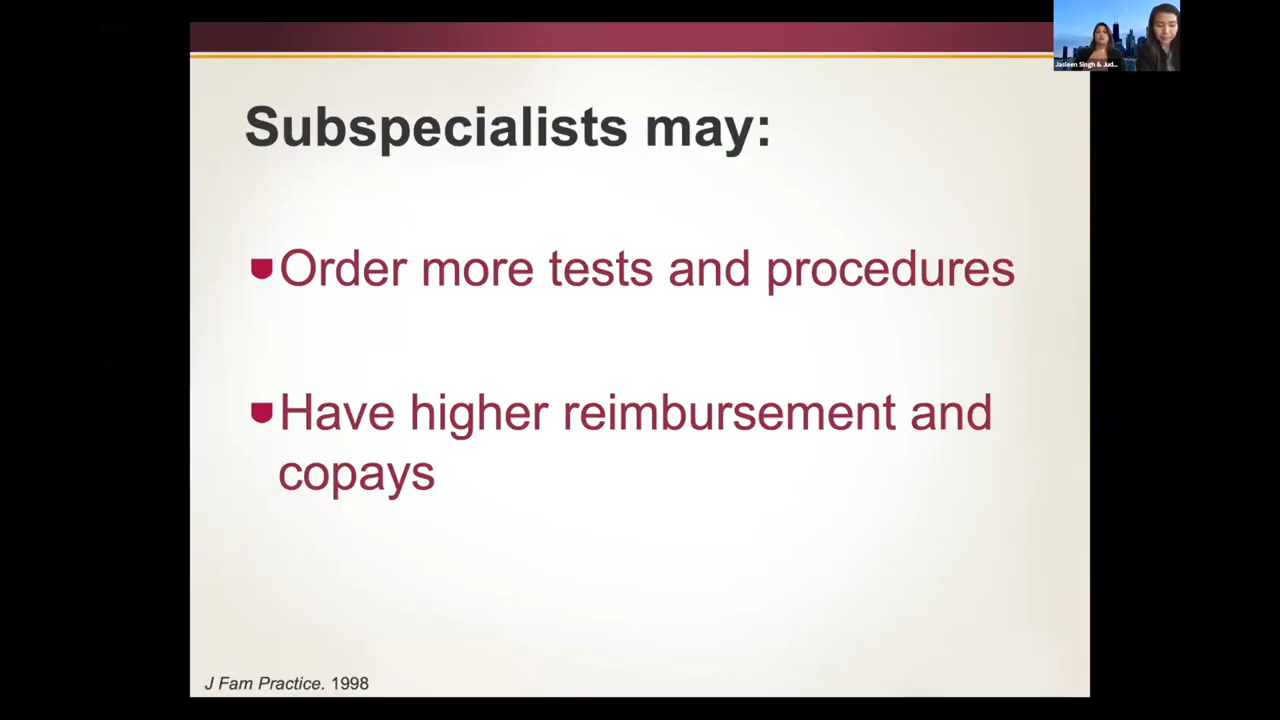 Jasleen Singh & Jud...
Subspecialists may:
Order more tests and procedures
Have higher reimbursement and
copays
J Fam Practice. 1998